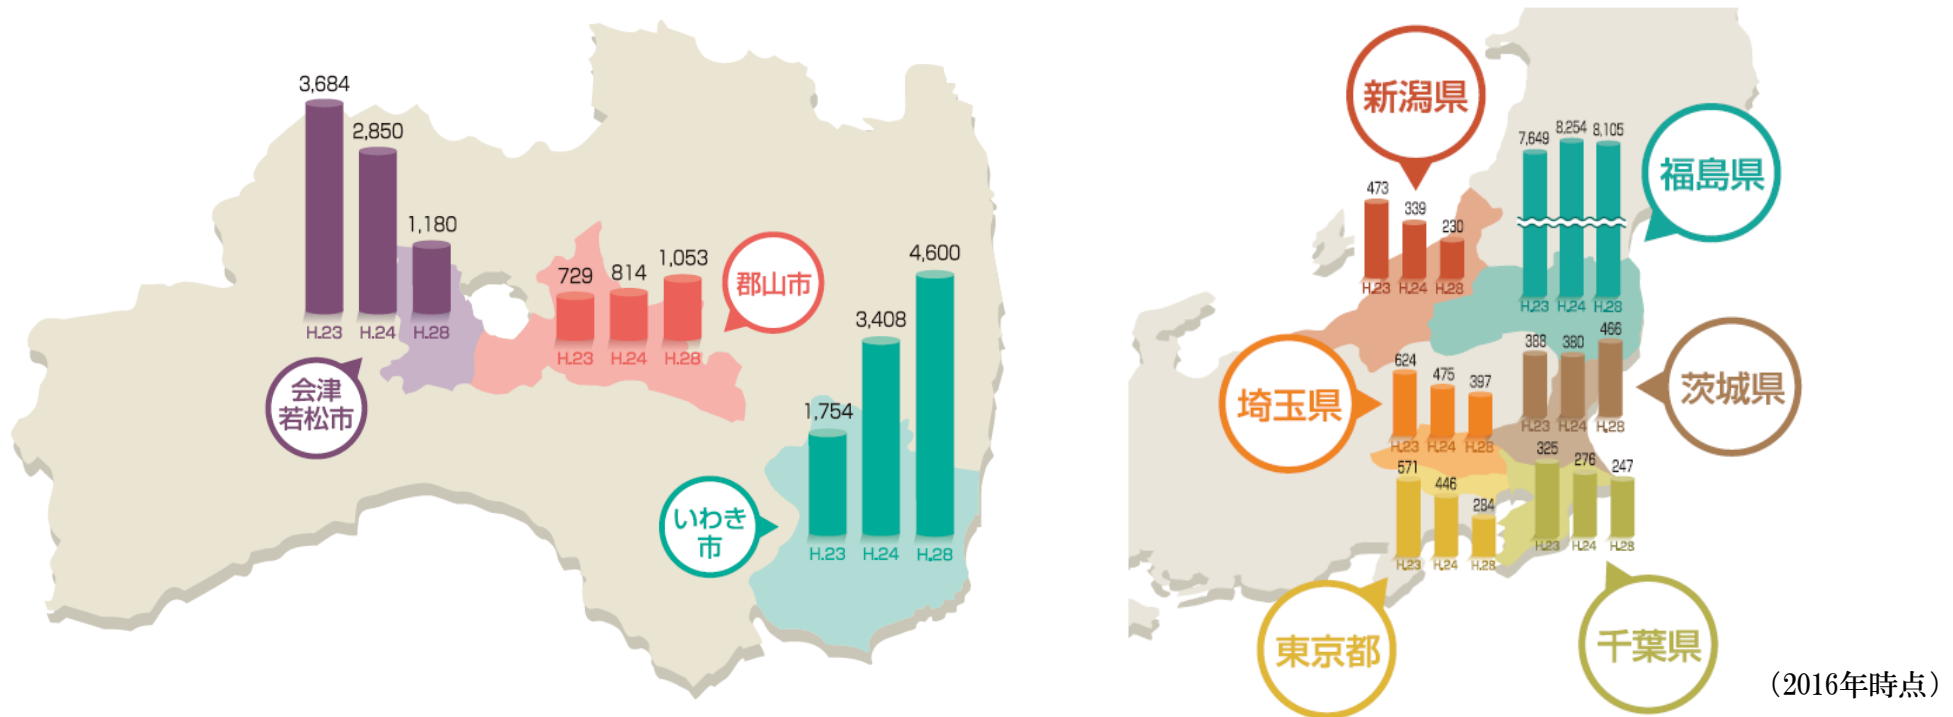 3,684
2,850
1,180
H.23
H.24
H.28
会津
若松市
729
814
1,053
H.23
H.24
H.28
郡山市
1,754
3,408
4,600
H.23
H.24
H.28
いわき
市
新潟県
473
339
230
H.23
H.24
H.28
7,649
8,254
8,105
H.23
H.24
H.28
福島県
埼玉県
624
475
397
H.23
H.24
H.28
388
380
466
H.23
H.24
H.28
茨城県
571
446
284
H.23
H.24
H.28
東京都
325
276
247
H.23
H.24
H.28
千葉県
（2016年時点）